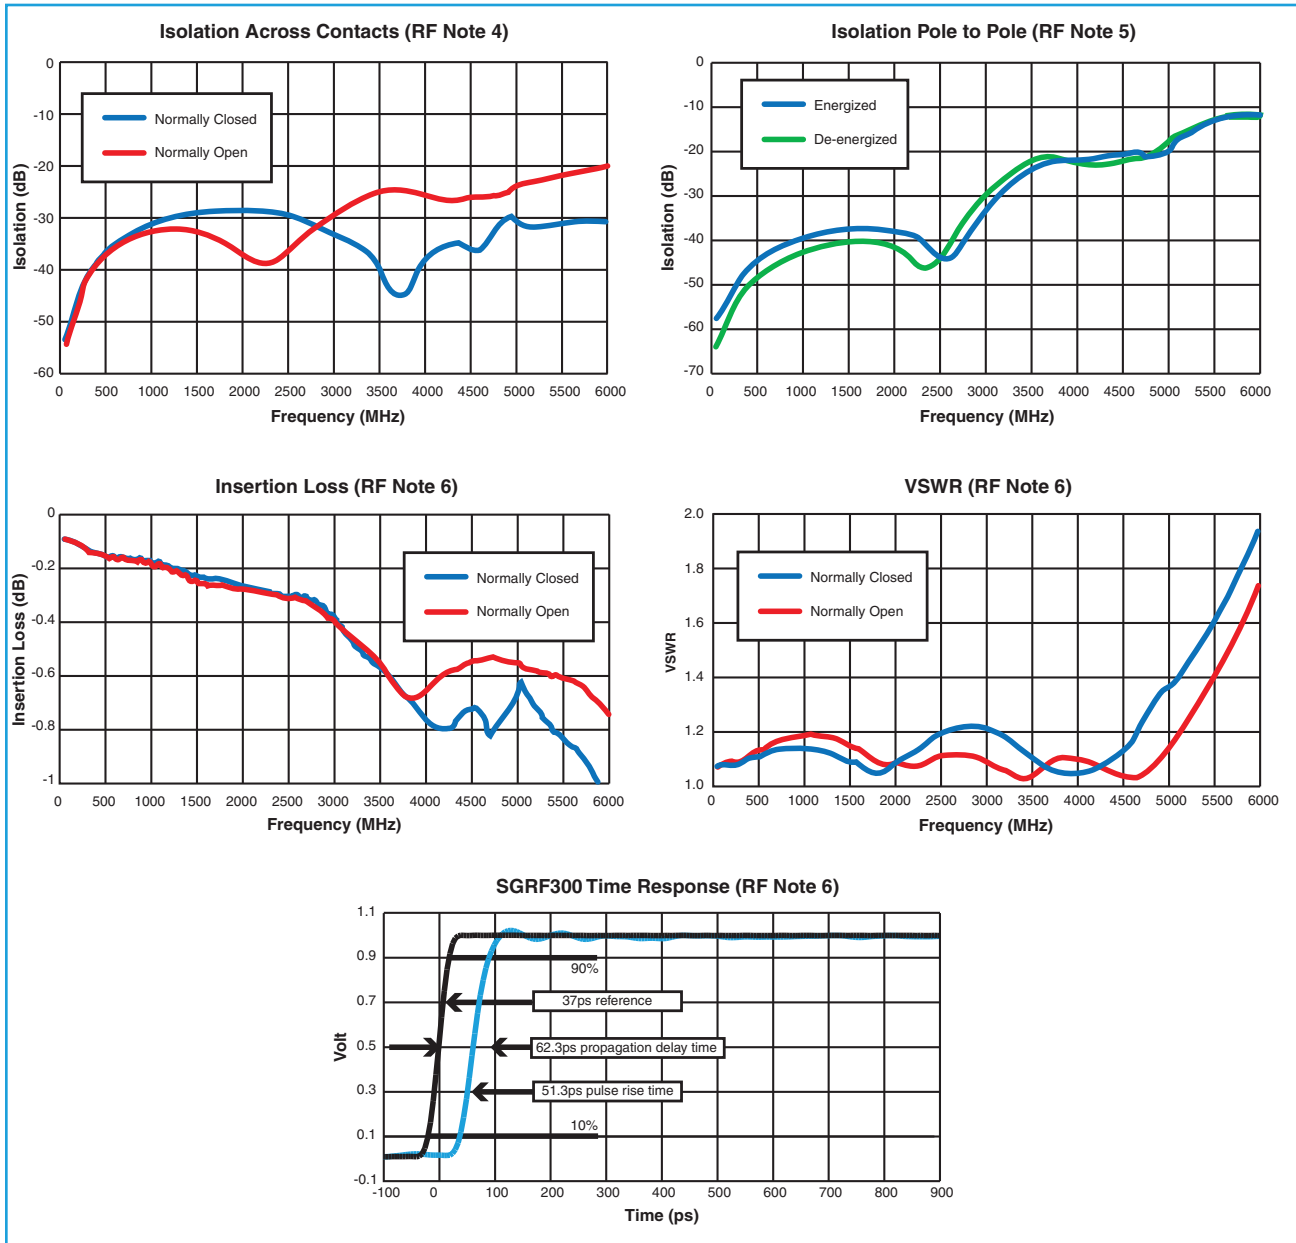 Isolation Across Contacts (RF Note 4)
0
-10
-20
-30
-40
-50
-60
Isolation (dB)
Normally Closed
Normally Open
0 500 1000 1500 2000 2500 3000 3500 4000 4500 5000 5500 6000
Frequency (MHz)
Isolation Pole to Pole (RF Note 5)
0
-10
-20
-30
-40
-50
-60
-70
Isolation (dB)
Energized
De-energized
0 500 1000 1500 2000 2500 3000 3500 4000 4500 5000 5500 6000
Frequency (MHz)
Insertion Loss (RF Note 6)
0
-0.2
-0.4
-0.6
-0.8
-1
Insertion Loss (dB)
Normally Closed
Normally Open
0 500 1000 1500 2000 2500 3000 3500 4000 4500 5000 5500 6000
Frequency (MHz)
VSWR (RF Note 6)
2.0
1.8
1.6
1.4
1.2
1.0
VSWR
Normally Closed
Normally Open
0 500 1000 1500 2000 2500 3000 3500 4000 4500 5000 5500 6000
Frequency (MHz)
SGRF300 Time Response (RF Note 6)
1.1
0.9
0.7
0.5
0.3
0.1
-0.1
Volt
90%
37ps reference
62.3ps propagation delay time
51.3ps pulse rise time
10%
-100 0 100 200 300 400 500 600 700 800 900
Time (ps)